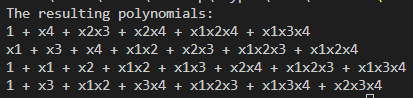 The resulting polynomials:
1 + x4 + x2x3 + x2x4 + x1x2x4 + x1x3x4
x1 + x3 + x4 + x1x2 + x2x3 + x1x2x3 + x1x2x4
1 + x1 + x2 + x1x2 + x1x3 + x2x4 + x1x2x3 + x1x3x4
1 + x3 + x1x2 + x3x4 + x1x2x3 + x1x3x4 + x2x3x4